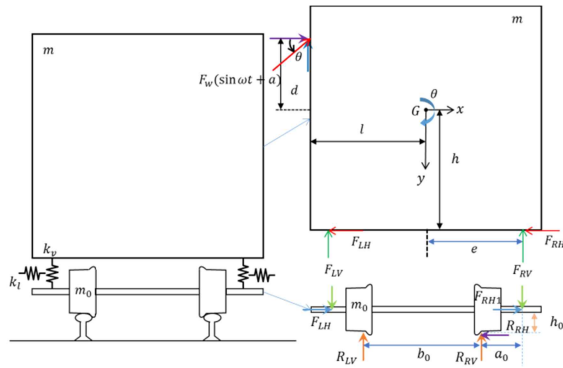 m
k_v
k_l
m_0
m
θ
F_w(sin ωt + a)
d
θ
G
x
l
h
y
F_LH
e
F_RH
F_LV
F_RV
m_0
F_RH1
F_LH
R_RH
h_0
R_LV
b_0
R_RV
a_0